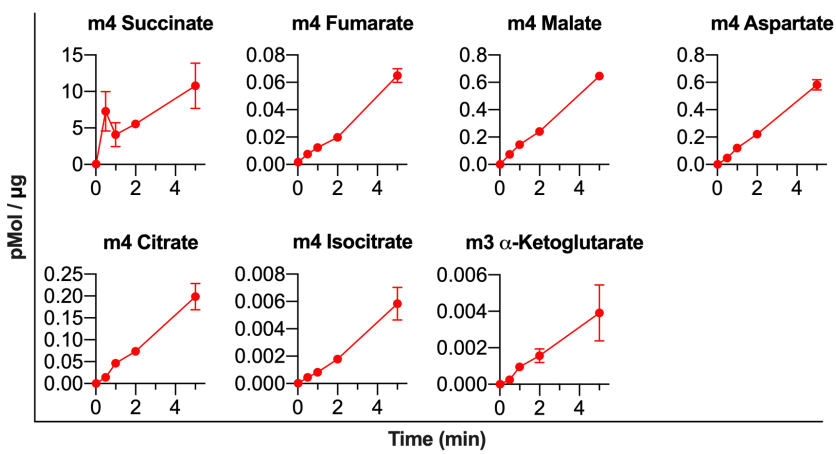 m4 Succinate
15
10
5
0
0 2 4
m4 Fumarate
0.08
0.06
0.04
0.02
0.00
0 2 4
m4 Malate
0.8
0.6
0.4
0.2
0.0
0 2 4
m4 Aspartate
0.8
0.6
0.4
0.2
0.0
0 2 4
pMol / µg
m4 Citrate
0.25
0.20
0.15
0.10
0.05
0.00
0 2 4
m4 Isocitrate
0.008
0.006
0.004
0.002
0.000
0 2 4
m3 α-Ketoglutarate
0.006
0.004
0.002
0.000
0 2 4
Time (min)